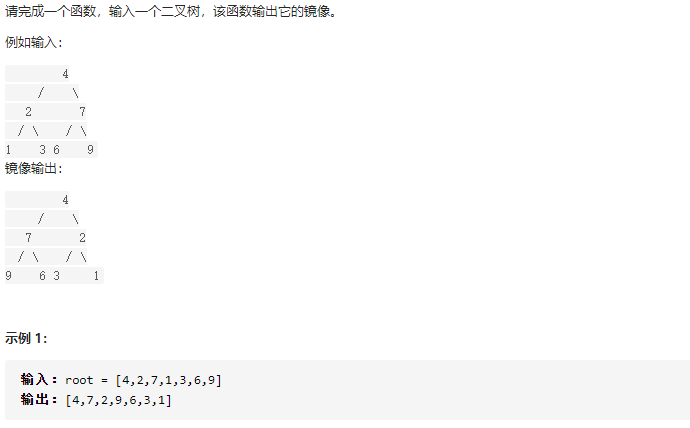 请完成一个函数，输入一个二叉树，该函数输出它的镜像。
例如输入：
4
/ \
2 7
/ \ / \
1 3 6 9
镜像输出：
4
/ \
7 2
/ \ / \
9 6 3 1
示例 1：
输入：root = [4,2,7,1,3,6,9]
输出：[4,7,2,9,6,3,1]